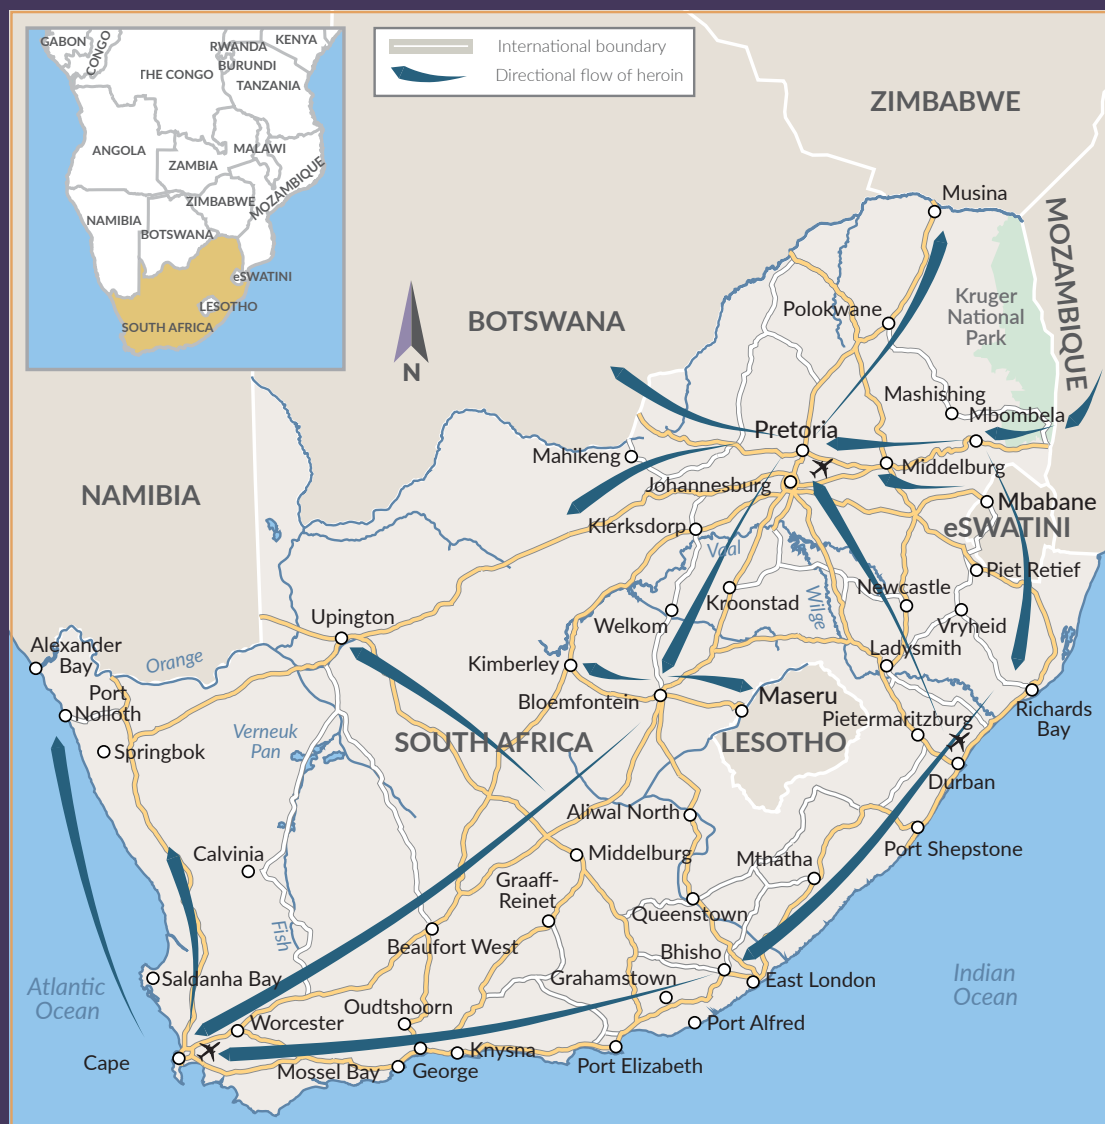 GABON
CONGO
THE CONGO
RWANDA
BURUNDI
KENYA
TANZANIA
ANGOLA
ZAMBIA
MALAWI
MOZAMBIQUE
ZIMBABWE
NAMIBIA
BOTSWANA
eSWATINI
LESOTHO
SOUTH AFRICA
International boundary
Directional flow of heroin
ZIMBABWE
Musina
MOZAMBIQUE
Kruger
National
Park
Polokwane
BOTSWANA
N
Mashishing
Mbombela
Pretoria
Mahikeng
Middelburg
Johannesburg
NAMIBIA
Mbabane
eSWATINI
Klerksdorp
Vaal
Piet Retief
Newcastle
Kroonstad
Wilge
Welkom
Vryheid
Upington
Alexander
Bay
Orange
Ladysmith
Kimberley
Bloemfontein
Maseru
Port
Nolloth
Pietermaritzburg
Richards
Bay
Verneuk
Pan
Springbok
SOUTH AFRICA
LESOTHO
Durban
Aliwal North
Calvinia
Middelburg
Mthatha
Port Shepstone
Graaff-
Reinet
Queenstown
Fish
Beaufort West
Bhisho
Saldanha Bay
Grahamstown
East London
Atlantic
Ocean
Indian
Ocean
Oudtshoorn
Worcester
Port Alfred
Cape
Knysna
Mossel Bay
George
Port Elizabeth